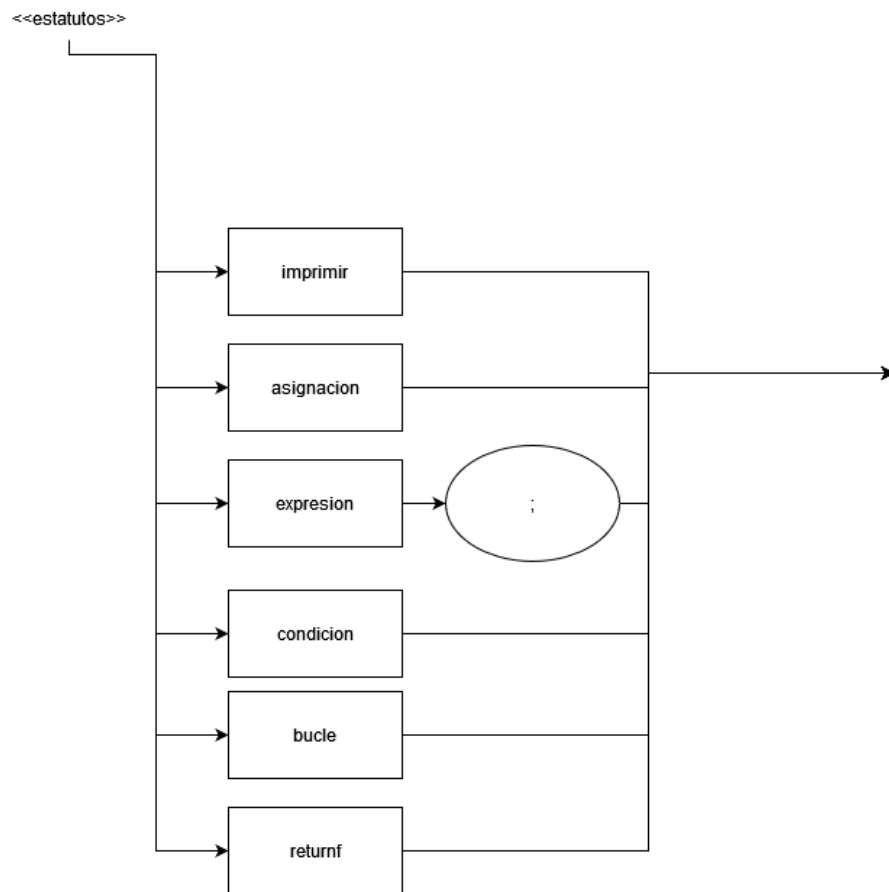 <<estatutos>>
imprimir
asignacion
expresion
;
condicion
bucle
returnf